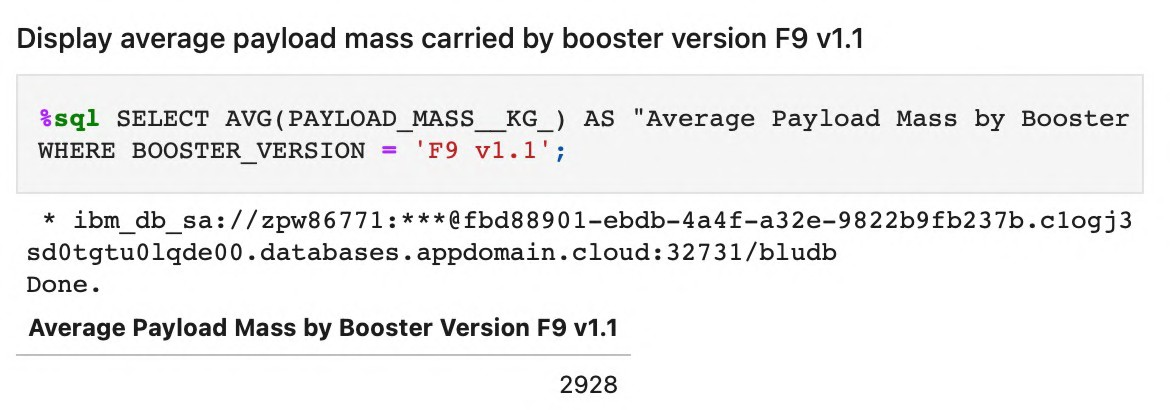 Display average payload mass carried by booster version F9 v1.1
%sql SELECT AVG(PAYLOAD_MASS__KG_) AS "Average Payload Mass by Booster
WHERE BOOSTER_VERSION = 'F9 v1.1';
* ibm_db_sa://zpw86771:***@fbd88901-ebdb-4a4f-a32e-9822b9fb237b.c1ogj3
sd0tgtu0lqde00.databases.appdomain.cloud:32731/bludb
Done.
Average Payload Mass by Booster Version F9 v1.1
2928